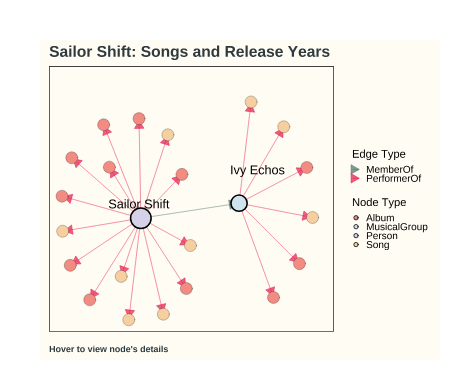 Sailor Shift: Songs and Release Years
Ivy Echos
Sailor Shift
Edge Type
MemberOf
PerformerOf
Node Type
Album
MusicalGroup
Person
Song
Hover to view node's details